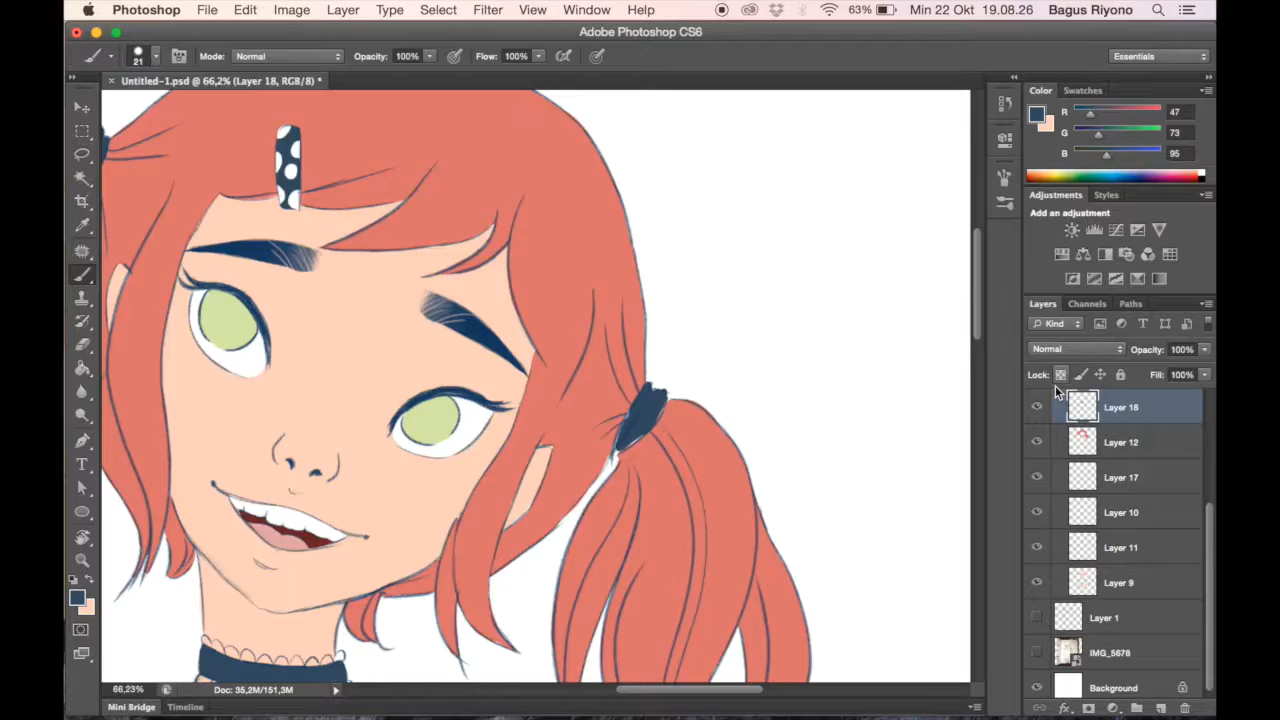 Photoshop File Edit Image Layer Type Select Filter View Window Help 63% Min 22 Okt 19.08.26 Bagus Riyono
Adobe Photoshop CS6
21 Mode: Normal Opacity: 100% Flow: 100% Essentials
Untitled-1.psd @ 66,2% (Layer 18, RGB/8) *
Color Swatches
R 47
G 73
B 95
Adjustments Styles
Add an adjustment
Layers Channels Paths
Kind
Normal Opacity: 100%
Lock: Fill: 100%
Layer 18
Layer 12
Layer 17
Layer 10
Layer 11
Layer 9
Layer 1
IMG_5678
Background
66,23% Doc: 35,2M/151,3M
Mini Bridge Timeline